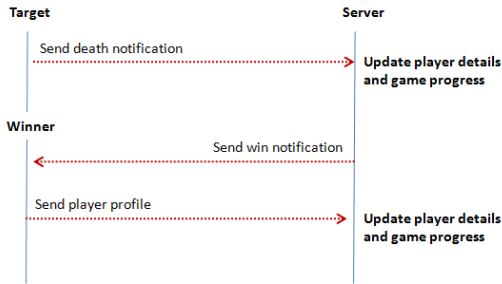 Target
Server
Send death notification
Update player details
and game progress
Winner
Send win notification
Send player profile
Update player details
and game progress